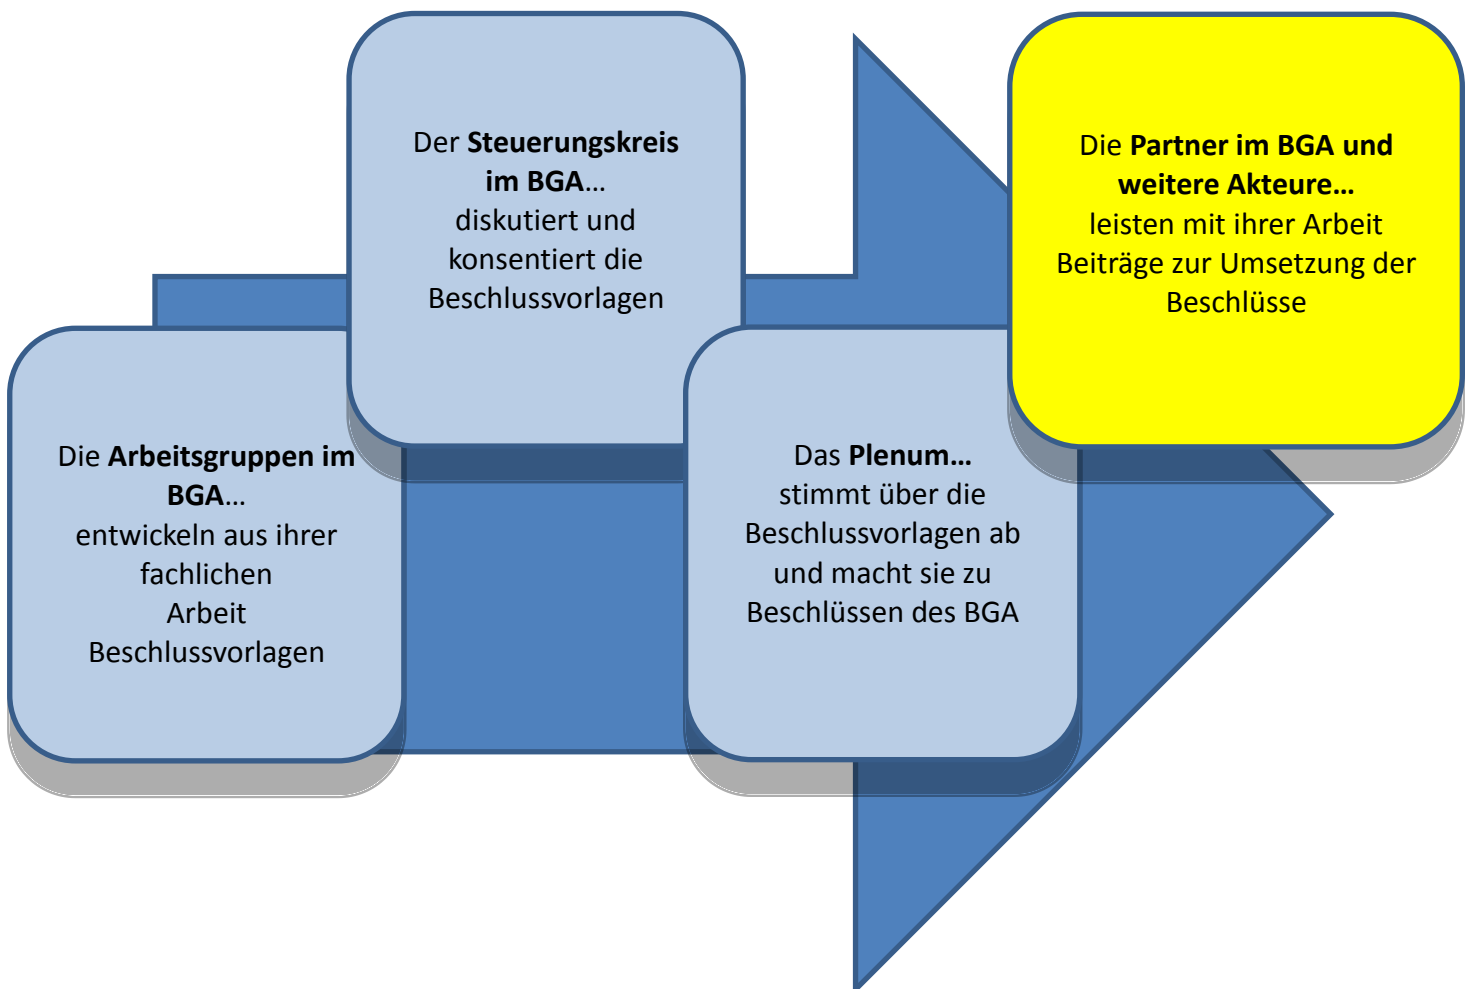 Die Arbeitsgruppen im
BGA...
entwickeln aus ihrer
fachlichen
Arbeit
Beschlussvorlagen
Der Steuerungskreis
im BGA...
diskutiert und
konsentiert die
Beschlussvorlagen
Das Plenum...
stimmt über die
Beschlussvorlagen ab
und macht sie zu
Beschlüssen des BGA
Die Partner im BGA und
weitere Akteure...
leisten mit ihrer Arbeit
Beiträge zur Umsetzung der
Beschlüsse